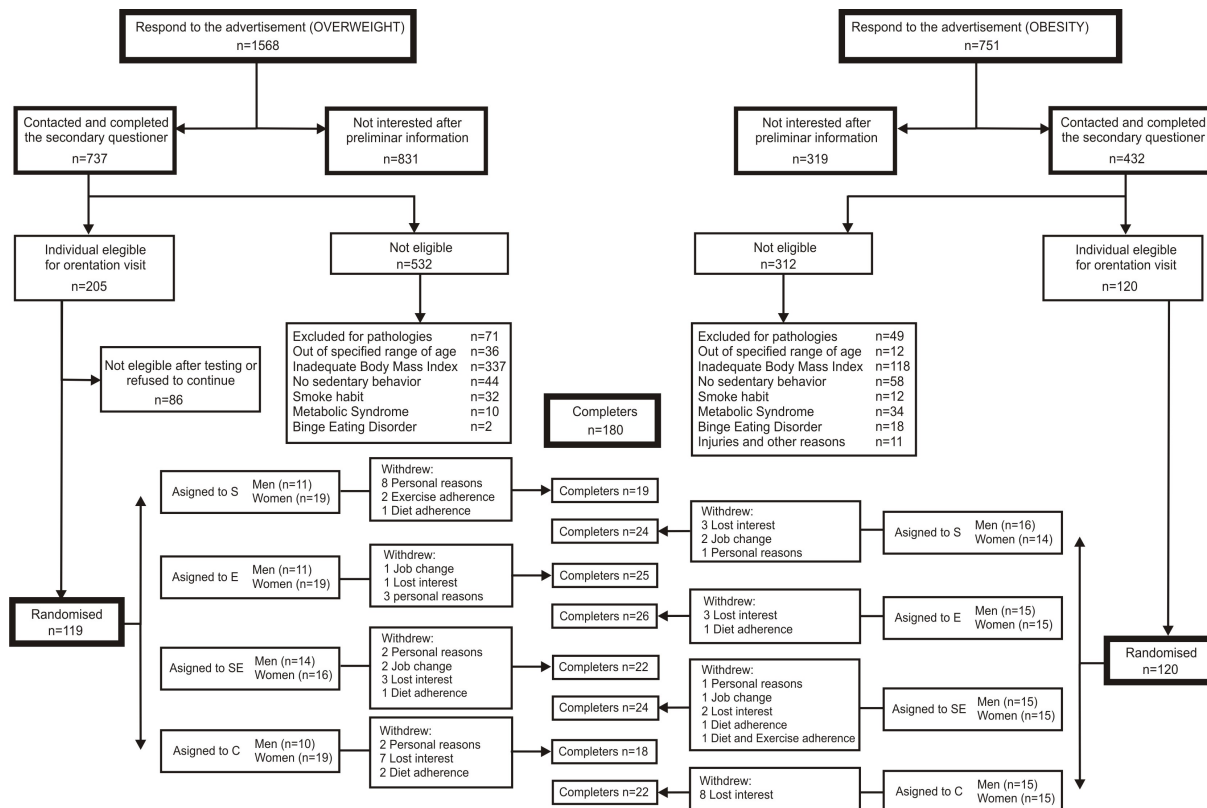 Respond to the advertisement (OVERWEIGHT)
n=1568
Contacted and completed
the secondary questioner
n=737
Not interested after
preliminar information
n=831
Individual elegible
for orentation visit
n=205
Not eligible
n=532
Not elegible after testing or
refused to continue
n=86
Excluded for pathologies n=71
Out of specified range of age n=36
Inadequate Body Mass Index n=337
No sedentary behavior n=44
Smoke habit n=32
Metabolic Syndrome n=10
Binge Eating Disorder n=2
Respond to the advertisement (OBESITY)
n=751
Not interested after
preliminar information
n=319
Contacted and completed
the secondary questioner
n=432
Not eligible
n=312
Individual elegible
for orentation visit
n=120
Excluded for pathologies n=49
Out of specified range of age n=12
Inadequate Body Mass Index n=118
No sedentary behavior n=58
Smoke habit n=12
Metabolic Syndrome n=34
Binge Eating Disorder n=18
Injuries and other reasons n=11
Completers
n=180
Randomised
n=119
Asigned to S Men (n=11)
Women (n=19)
Withdrew:
8 Personal reasons
2 Exercise adherence
1 Diet adherence
Completers n=19
Asigned to E Men (n=11)
Women (n=19)
Withdrew:
1 Job change
1 Lost interest
3 personal reasons
Completers n=25
Asigned to SE Men (n=14)
Women (n=16)
Withdrew:
2 Personal reasons
2 Job change
3 Lost interest
1 Diet adherence
Completers n=22
Asigned to C Men (n=10)
Women (n=19)
Withdrew:
2 Personal reasons
7 Lost interest
2 Diet adherence
Completers n=18
Completers n=24
Withdrew:
3 Lost interest
2 Job change
1 Personal reasons
Asigned to S Men (n=16)
Women (n=14)
Completers n=26
Withdrew:
3 Lost interest
1 Diet adherence
Asigned to E Men (n=15)
Women (n=15)
Completers n=24
Withdrew:
1 Personal reasons
1 Job change
2 Lost interest
1 Diet adherence
1 Diet and Exercise adherence
Asigned to SE Men (n=15)
Women (n=15)
Completers n=22
Withdrew:
8 Lost interest
Asigned to C Men (n=15)
Women (n=15)
Randomised
n=120